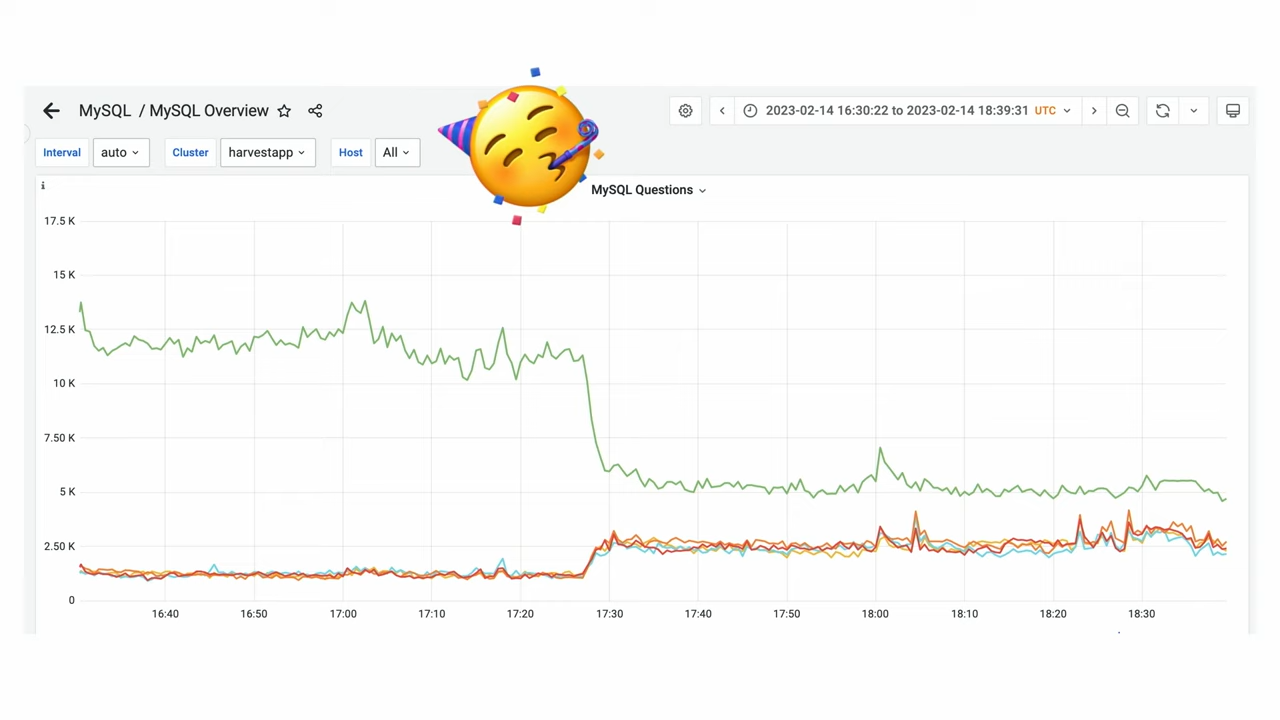 MySQL / MySQL Overview
2023-02-14 16:30:22 to 2023-02-14 18:39:31 UTC
Interval auto Cluster harvestapp Host All
i
MySQL Questions
17.5 K
15 K
12.5 K
10 K
7.50 K
5 K
2.50 K
0
16:40 16:50 17:00 17:10 17:20 17:30 17:40 17:50 18:00 18:10 18:20 18:30